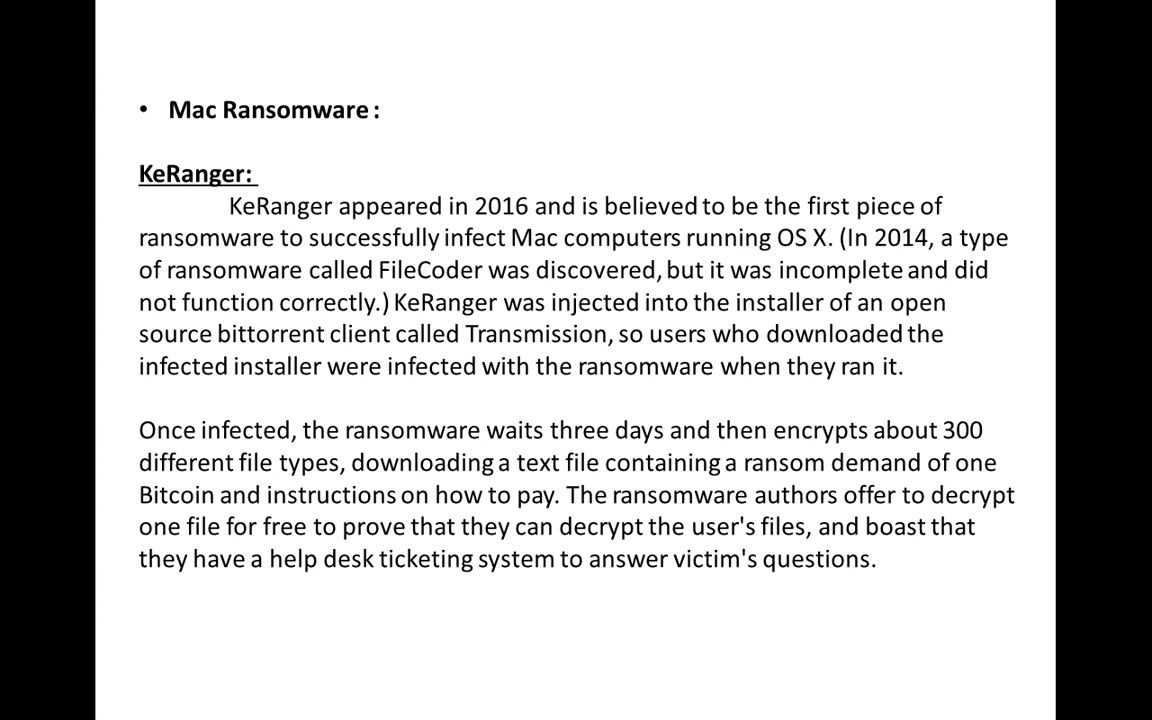 • Mac Ransomware :
KeRanger:
KeRanger appeared in 2016 and is believed to be the first piece of
ransomware to successfully infect Mac computers running OS X. (In 2014, a type
of ransomware called FileCoder was discovered, but it was incomplete and did
not function correctly.) KeRanger was injected into the installer of an open
source bittorrent client called Transmission, so users who downloaded the
infected installer were infected with the ransomware when they ran it.
Once infected, the ransomware waits three days and then encrypts about 300
different file types, downloading a text file containing a ransom demand of one
Bitcoin and instructions on how to pay. The ransomware authors offer to decrypt
one file for free to prove that they can decrypt the user's files, and boast that
they have a help desk ticketing system to answer victim's questions.